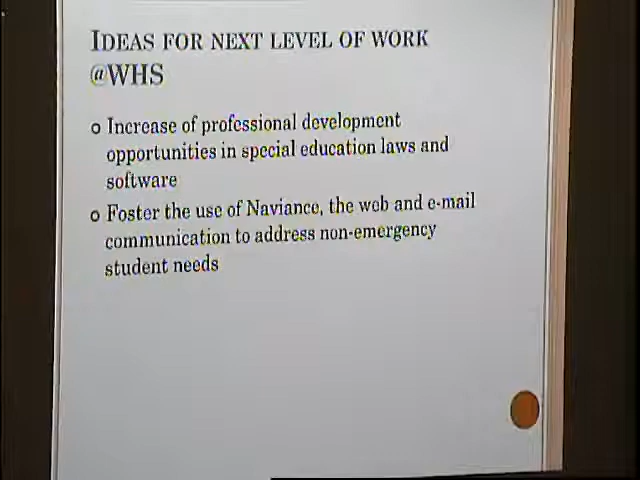 IDEAS FOR NEXT LEVEL OF WORK
@WHS
Increase of professional development
opportunities in special education laws and
software
Foster the use of Naviance, the web and e-mail
communication to address non-emergency
student needs